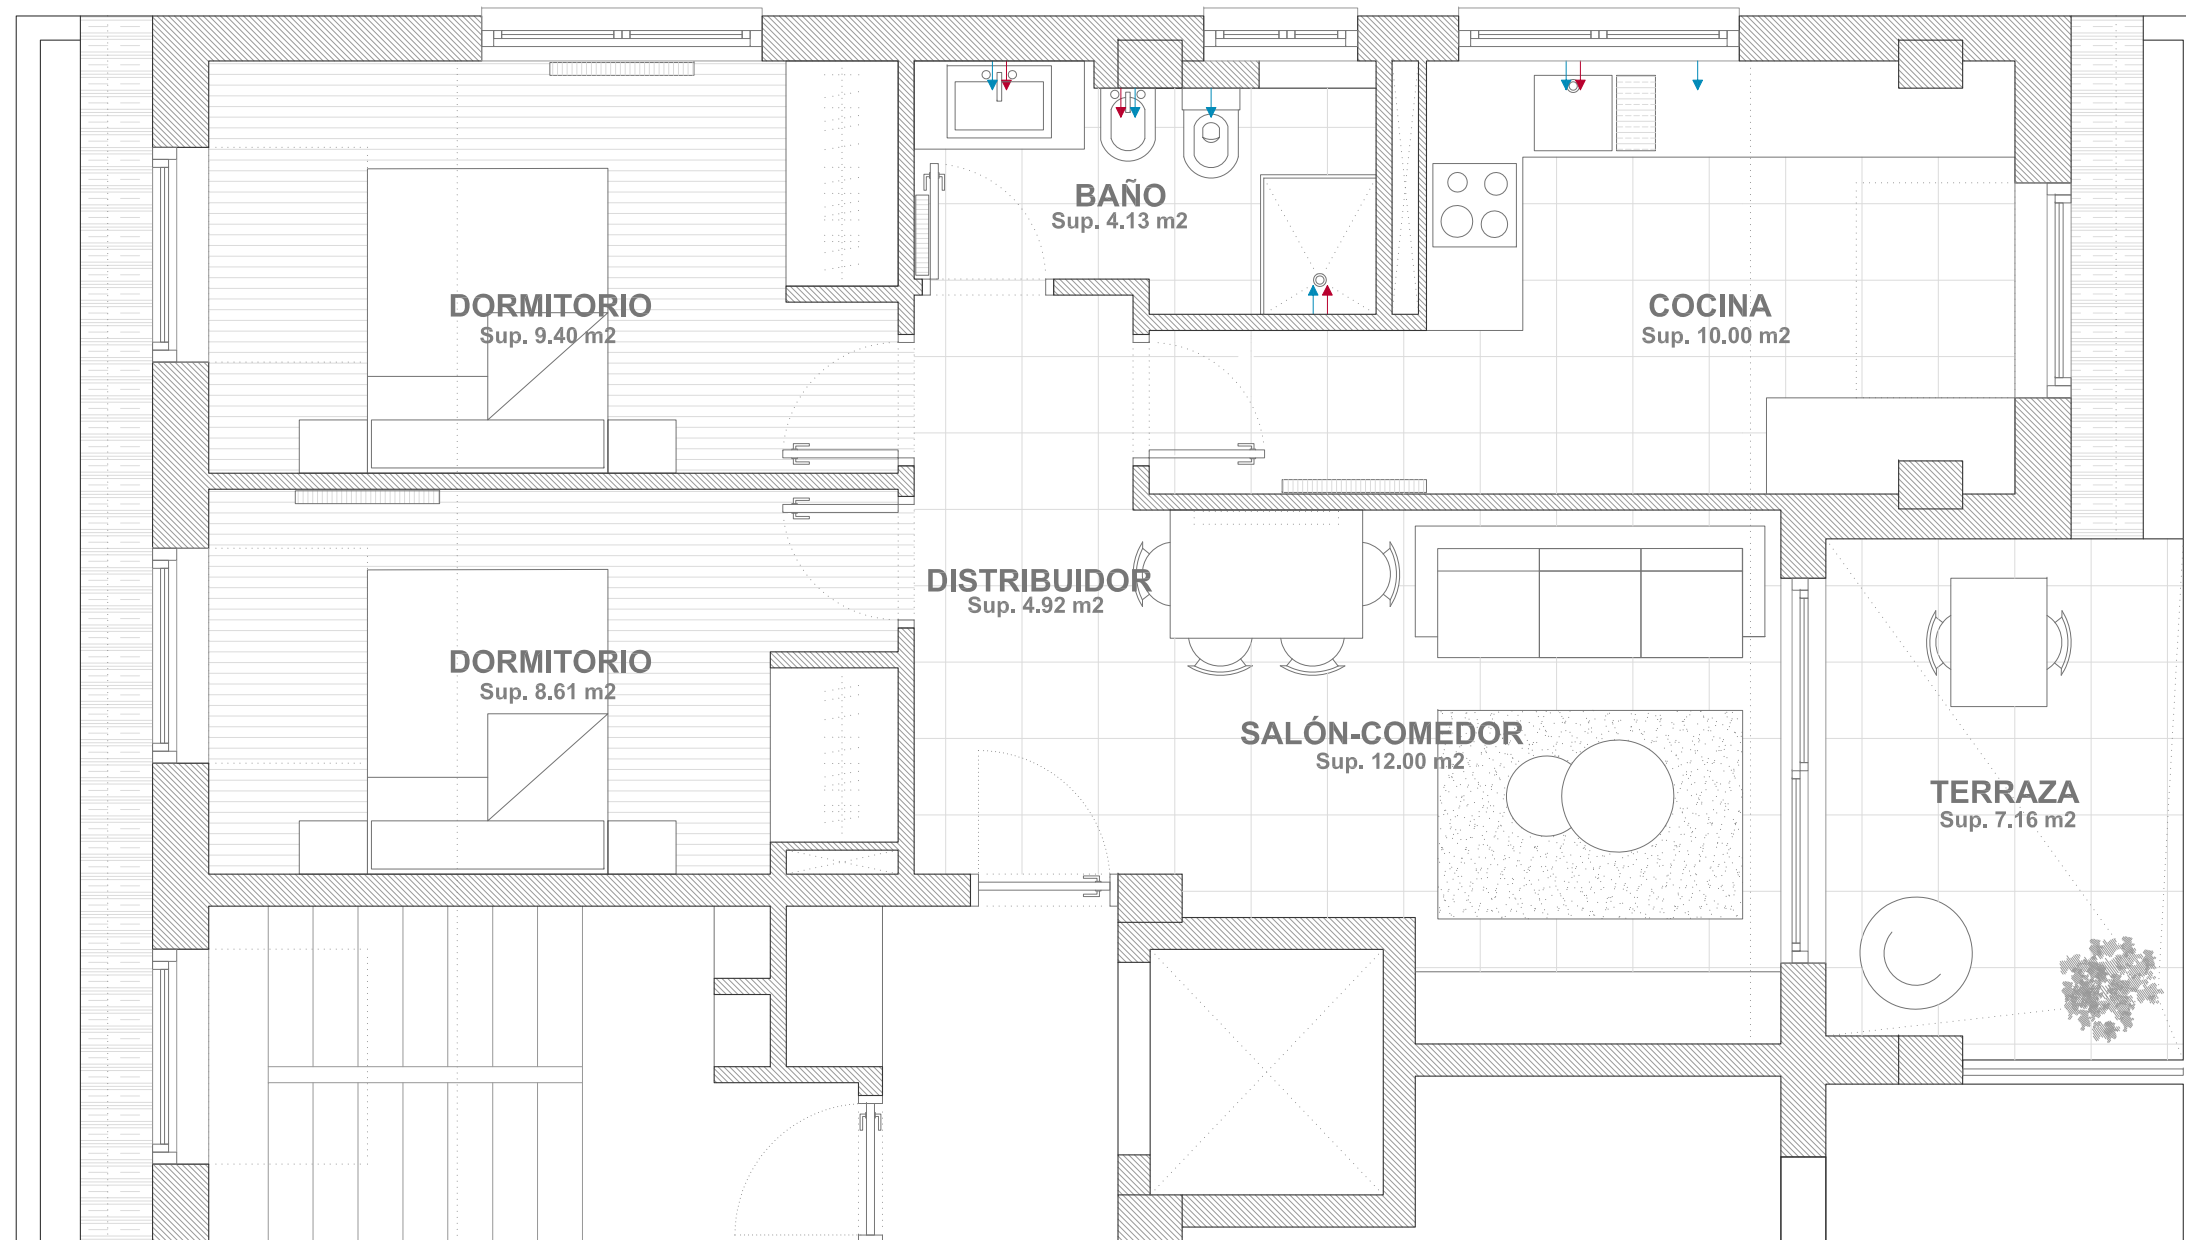 BAÑO
Sup. 4.13 m2
DORMITORIO
Sup. 9.40 m2
COCINA
Sup. 10.00 m2
DISTRIBUIDOR
Sup. 4.92 m2
DORMITORIO
Sup. 8.61 m2
SALÓN-COMEDOR
Sup. 12.00 m2
TERRAZA
Sup. 7.16 m2